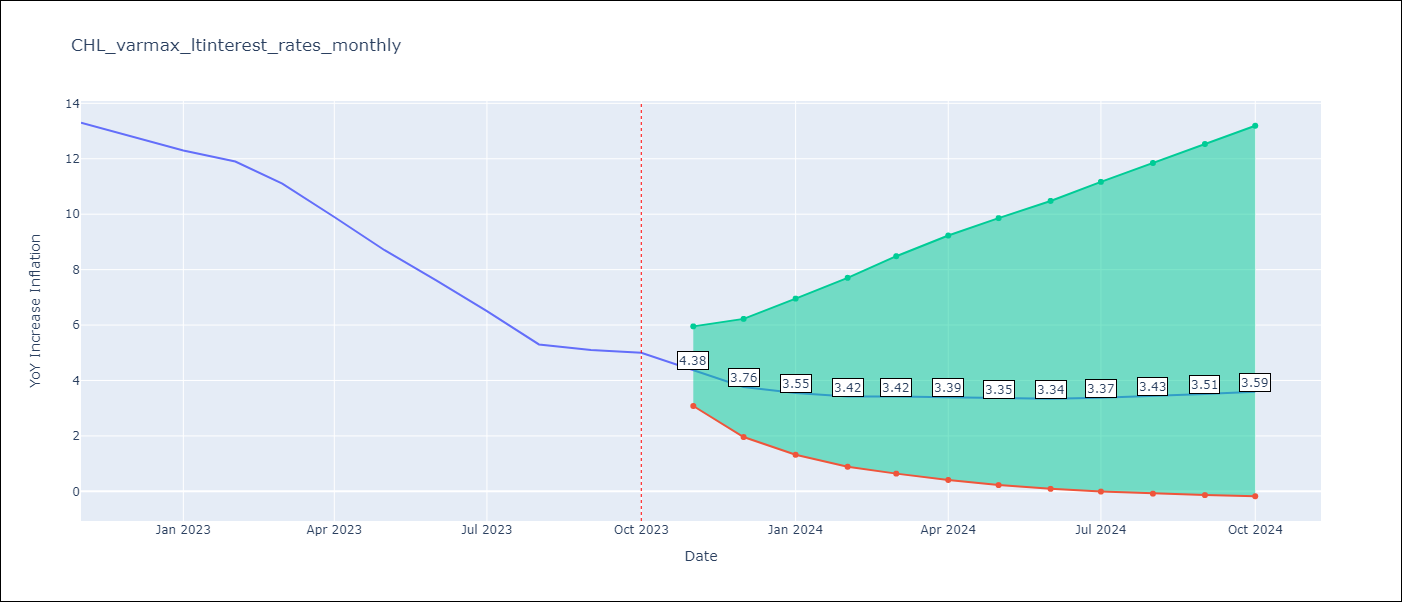 CHL_varmax_ltinterest_rates_monthly
14
12
10
8
6
4
2
0
YoY Increase Inflation
4.38
3.76
3.55
3.42
3.42
3.39
3.35
3.34
3.37
3.43
3.51
3.59
Jan 2023
Apr 2023
Jul 2023
Oct 2023
Jan 2024
Apr 2024
Jul 2024
Oct 2024
Date